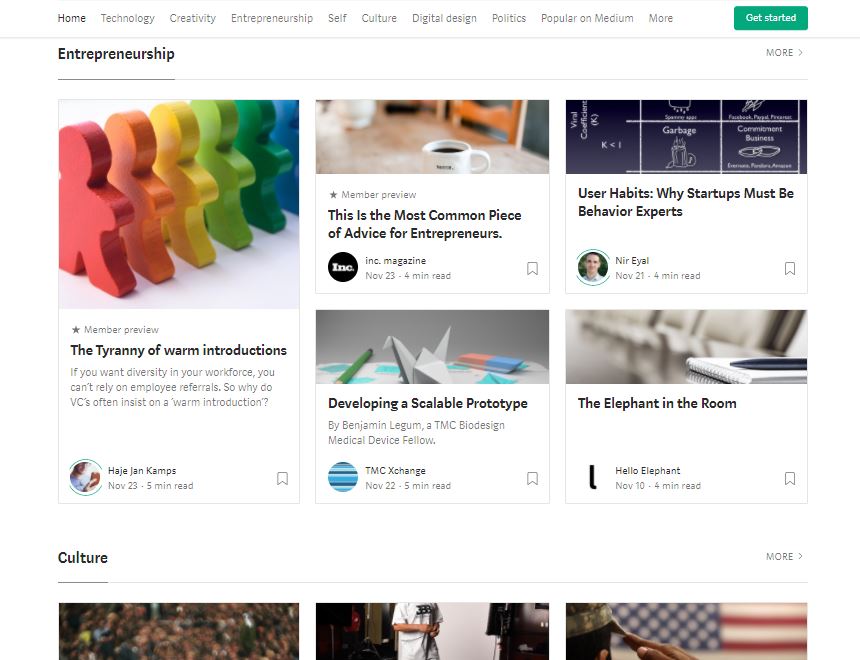 Home Technology Creativity Entrepreneurship Self Culture Digital design Politics Popular on Medium More Get started
Entrepreneurship MORE
★ Member preview
The Tyranny of warm introductions
If you want diversity in your workforce, you
can't rely on employee referrals. So why do
VC's often insist on a 'warm introduction'?
Haje Jan Kamps
Nov 23 · 5 min read
★ Member preview
This Is the Most Common Piece
of Advice for Entrepreneurs.
Inc.
inc. magazine
Nov 23 · 4 min read
Viral
Coefficient
(K)
K < 1
Spammy apps
Facebook, Paypal, Pinterest
Garbage
Commitment
Business
Evernote, Pandora, Amazon
User Habits: Why Startups Must Be
Behavior Experts
Nir Eyal
Nov 21 · 4 min read
Developing a Scalable Prototype
By Benjamin Legum, a TMC Biodesign
Medical Device Fellow.
TMC Xchange
Nov 22 · 5 min read
The Elephant in the Room
Hello Elephant
Nov 10 · 4 min read
Culture MORE